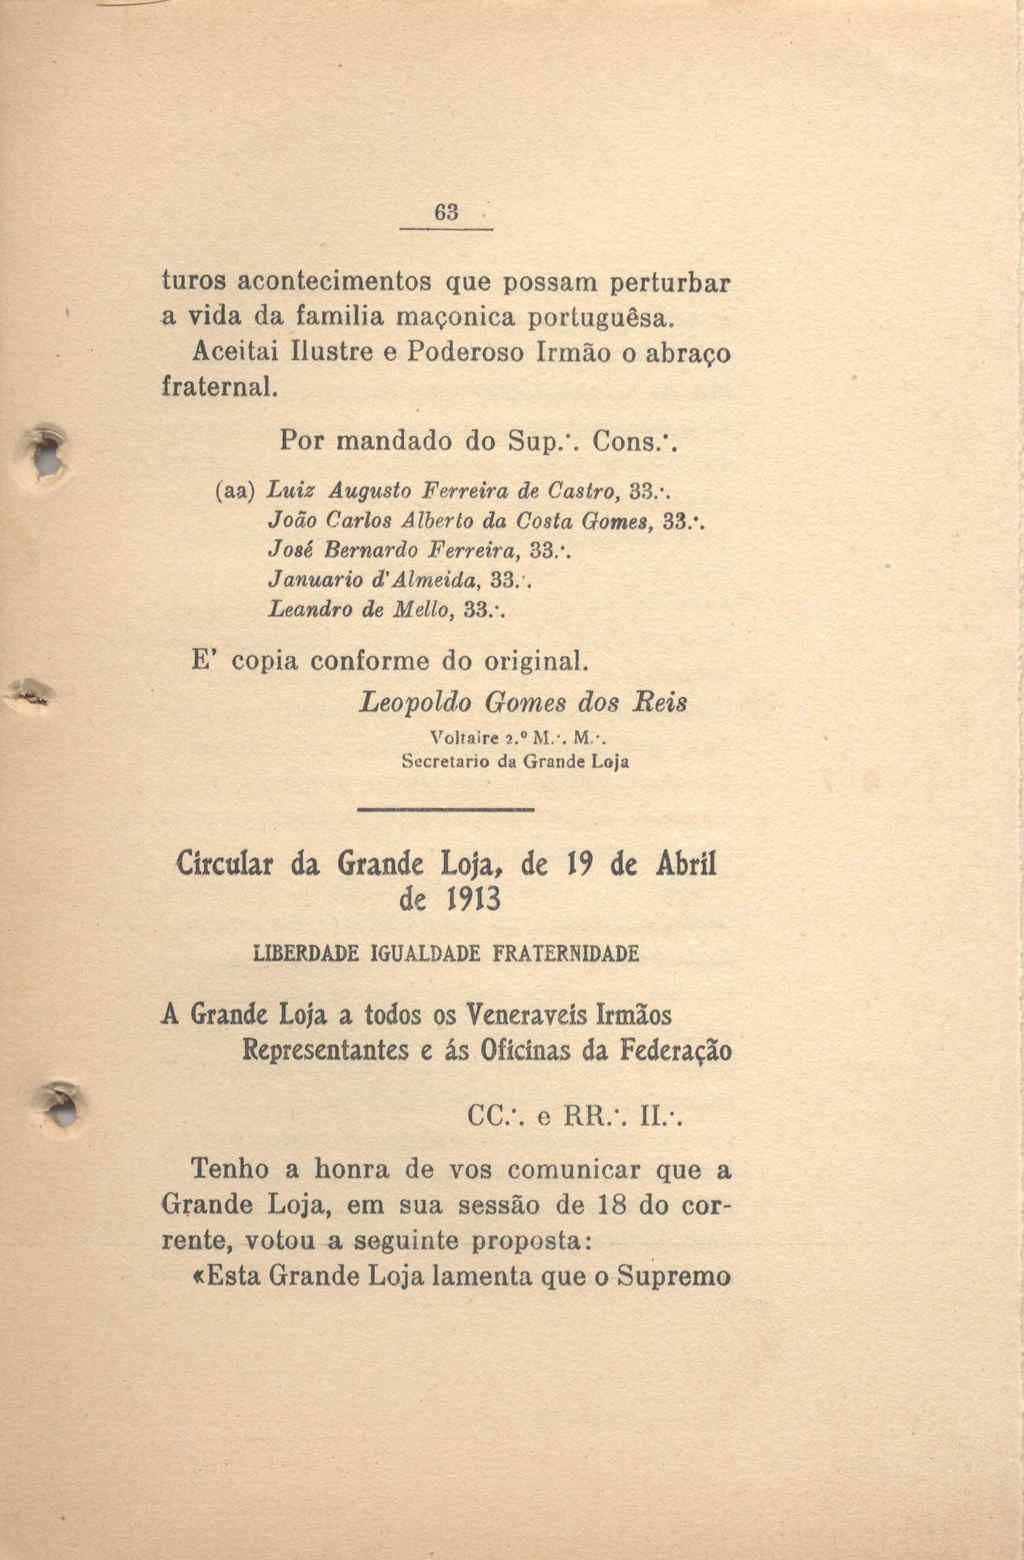 63
turos acontecimentos que possam perturbar
a vida da familia maçonica portuguêsa.
Aceitai Ilustre e Poderoso Irmão o abraço
fraternal.
Por mandado do Sup.·. Cons.·.
(aa) Luiz Augusto Ferreira de Castro, 33.·.
João Carlos Alberto da Costa Gomes, 33.·.
José Bernardo Ferreira, 33.·.
Januario d'Almeida, 33.·.
Leandro de Mello, 33.·.
E' copia conforme do original.
Leopoldo Gomes dos Reis
Voltaire 2.º M.·. M.·.
Secretario da Grande Loja
Circular da Grande Loja, de 19 de Abril
de 1913
LIBERDADE IGUALDADE FRATERNIDADE
A Grande Loja a todos os Veneraveis Irmãos
Representantes e ás Oficinas da Federação
CC.·. e RR.·. II.·.
Tenho a honra de vos comunicar que a
Grande Loja, em sua sessão de 18 do cor-
rente, votou a seguinte proposta:
«Esta Grande Loja lamenta que o Supremo